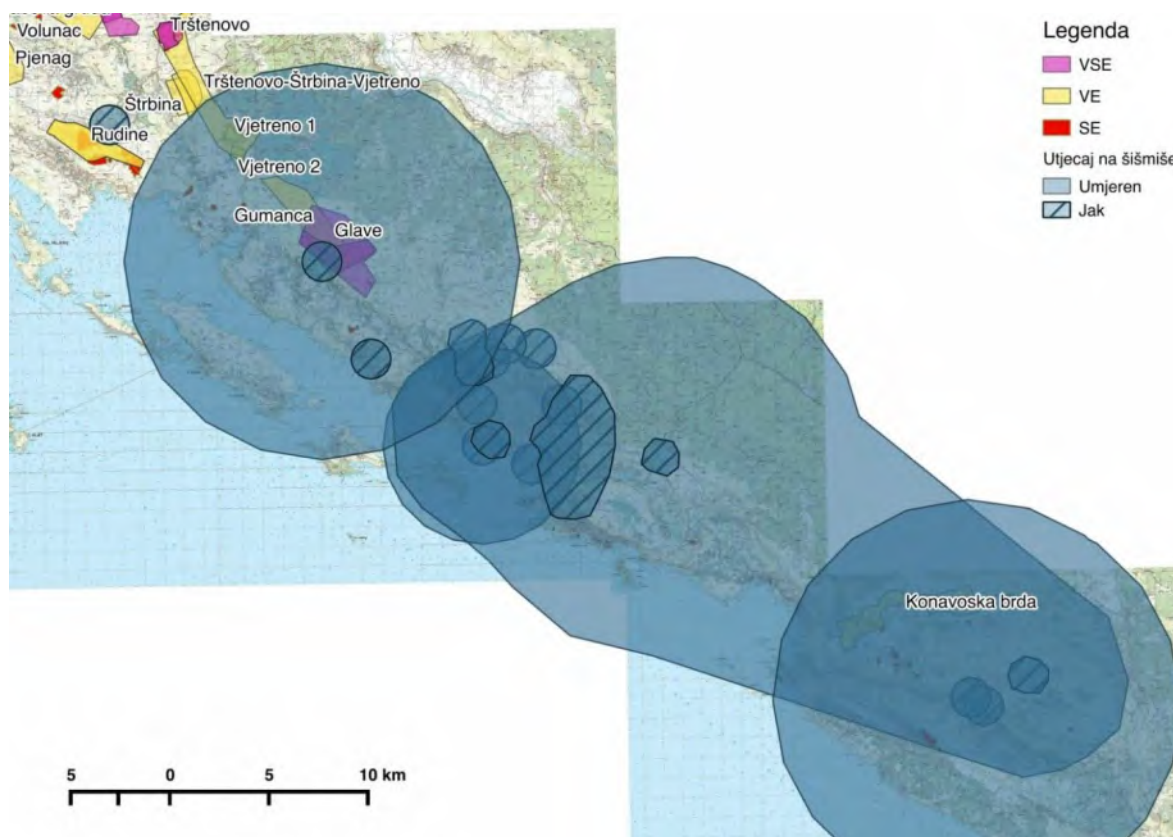 Volunac
Trštenovo
Pjenag
Trštenovo-Štrbina-Vjetreno
Štrbina
Rudine
Vjetreno 1
Vjetreno 2
Gumanca
Glave
Konavoska brda
Legenda
VSE
VE
SE
Utjecaj na šišmiše
Umjeren
Jak
5 0 5 10 km